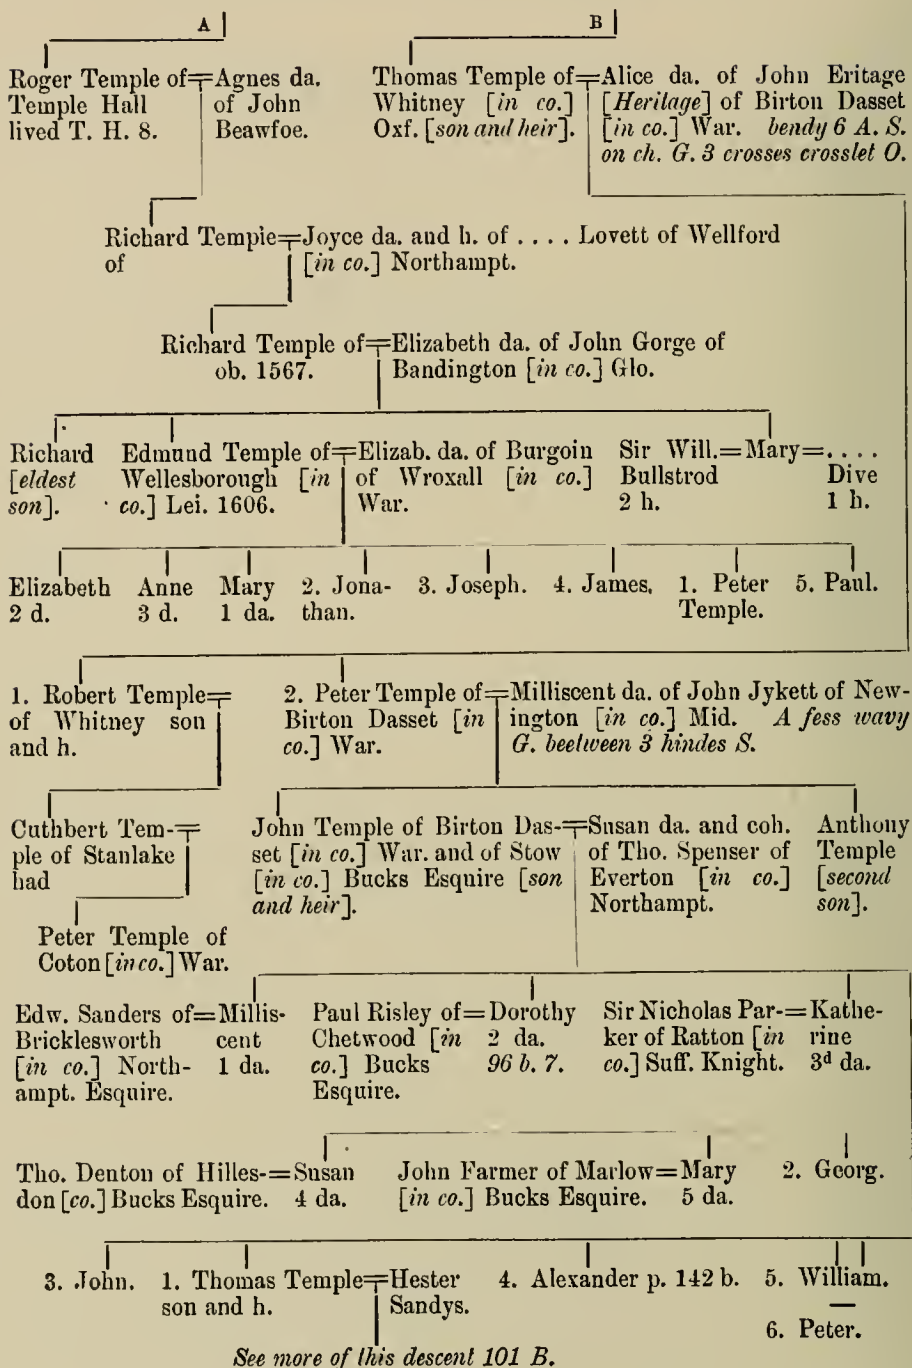 A
B
Roger Temple of=Agnes da.
Temple Hall of John
lived T. H. 8. Beawfoe.
Thomas Temple of=Alice da. of John Eritage
Whitney [in co.] [Heritage] of Birton Dasset
Oxf. [son and heir]. [in co.] War. bendy 6 A. S.
on ch. G. 3 crosses crosslet O.
Richard Temple=Joyce da. and h. of .... Lovett of Wellford
of [in co.] Northampt.
Richard Temple of=Elizabeth da. of John Gorge of
ob. 1567. Bandington [in co.] Glo.
Richard
[eldest
son].
Edmund Temple of=Elizab. da. of Burgoin
Wellesborough [in of Wroxall [in co.]
co.] Lei. 1606. War.
Sir Will.=Mary=....
Bullstrod Dive
2 h. 1 h.
Elizabeth
2 d.
Anne
3 d.
Mary
1 da.
2. Jona-
than.
3. Joseph.
4. James.
1. Peter
Temple.
5. Paul.
1. Robert Temple=
of Whitney son
and h.
2. Peter Temple of=Milliscent da. of John Jykett of New-
Birton Dasset [in ington [in co.] Mid. A fess wavy
co.] War. G. beetween 3 hindes S.
Cuthbert Tem-=
ple of Stanlake
had
John Temple of Birton Das-=Susan da. and coh.
set [in co.] War. and of Stow of Tho. Spenser of
[in co.] Bucks Esquire [son Everton [in co.]
and heir]. Northampt.
Anthony
Temple
[second
son].
Peter Temple of
Coton [in co.] War.
Edw. Sanders of=Millis-
Bricklesworth cent
[in co.] North- 1 da.
ampt. Esquire.
Paul Risley of=Dorothy
Chetwood [in 2 da.
co.] Bucks 96 b. 7.
Esquire.
Sir Nicholas Par-=Kathe-
ker of Ratton [in rine
co.] Suff. Knight. 3d da.
Tho. Denton of Hilles-=Susan
don [co.] Bucks Esquire. 4 da.
John Farmer of Marlow=Mary
[in co.] Bucks Esquire. 5 da.
2. Georg.
3. John.
1. Thomas Temple=Hester
son and h. Sandys.
4. Alexander p. 142 b.
5. William.
—
6. Peter.
See more of this descent 101 B.